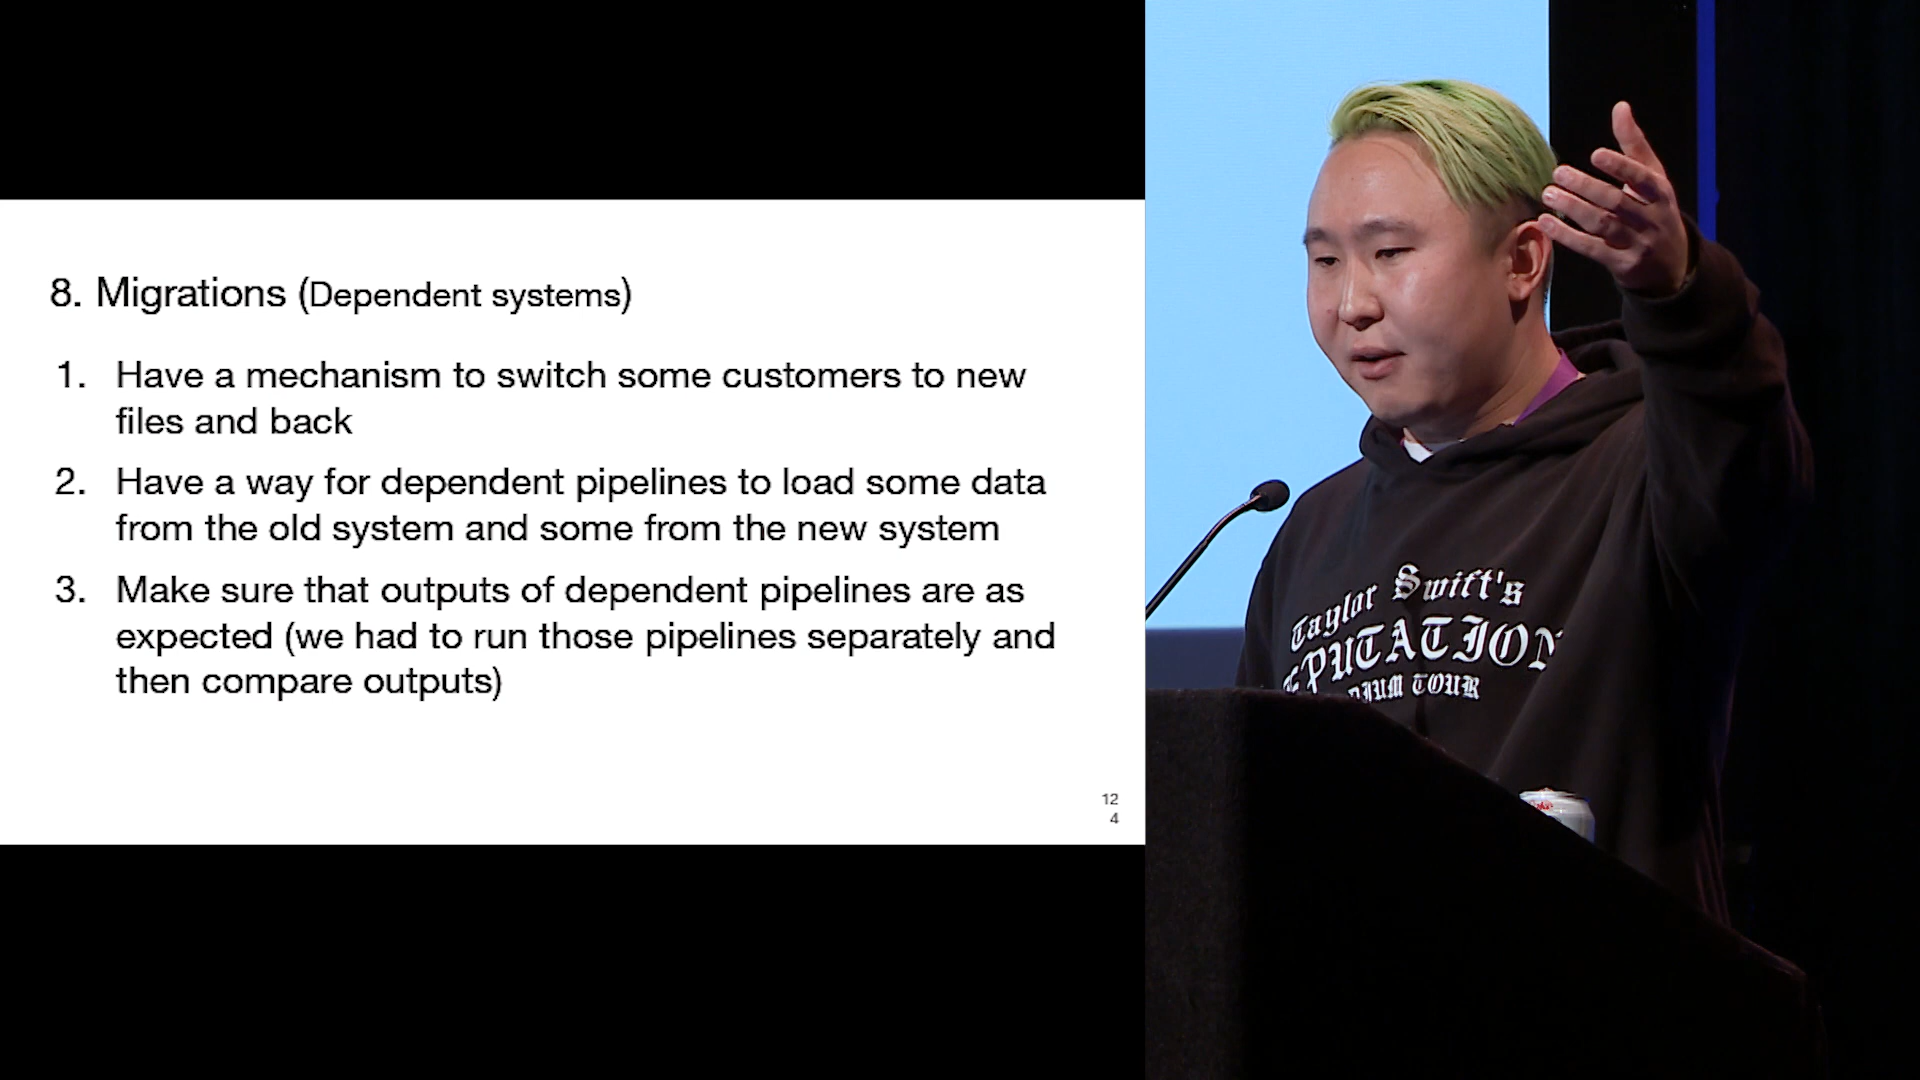 8. Migrations (Dependent systems)
1. Have a mechanism to switch some customers to new
files and back
2. Have a way for dependent pipelines to load some data
from the old system and some from the new system
3. Make sure that outputs of dependent pipelines are as
expected (we had to run those pipelines separately and
then compare outputs)
12
4
Taylor Swift's
EPUTATION
DIUM TOUR